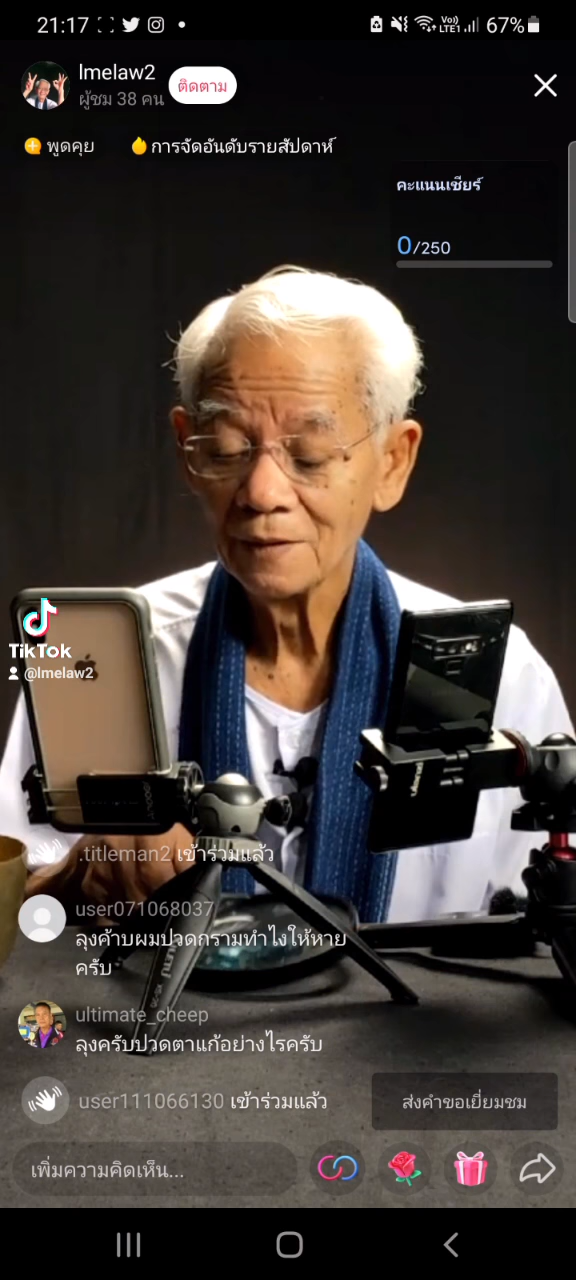 21:17
Vo))
LTE1
67%
lmelaw2
ผู้ชม 38 คน
ติดตาม
พูดคุย
การจัดอันดับรายสัปดาห์
คะแนนเชียร์
0/250
TikTok
@lmelaw2
.titleman2 เข้าร่วมแล้ว
user071068037
ลุงค้าบผมปวดกรามทำไงให้หาย
ครับ
ultimate_cheep
ลุงครับปวดตาแก้อย่างไรครับ
user111066130 เข้าร่วมแล้ว
ส่งคำขอเยี่ยมชม
เพิ่มความคิดเห็น...